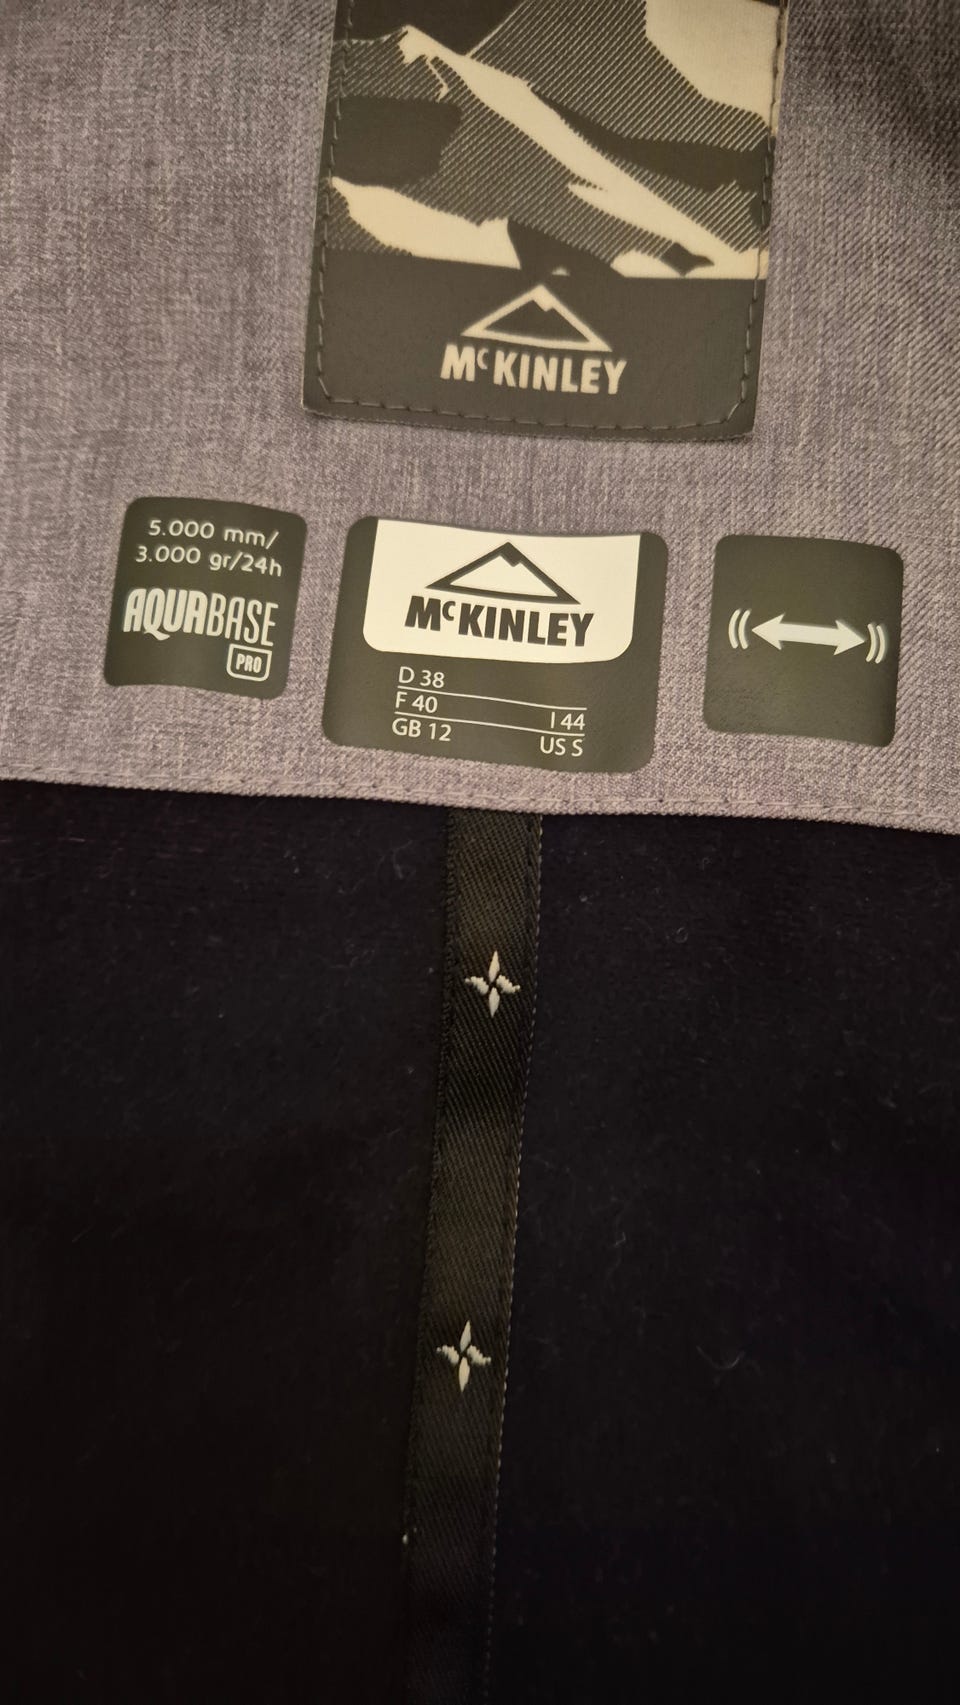 McKINLEY
5.000 mm/
3.000 gr/24h
AQUABASE
PRO
McKINLEY
D 38
F 40 I 44
GB 12 US S